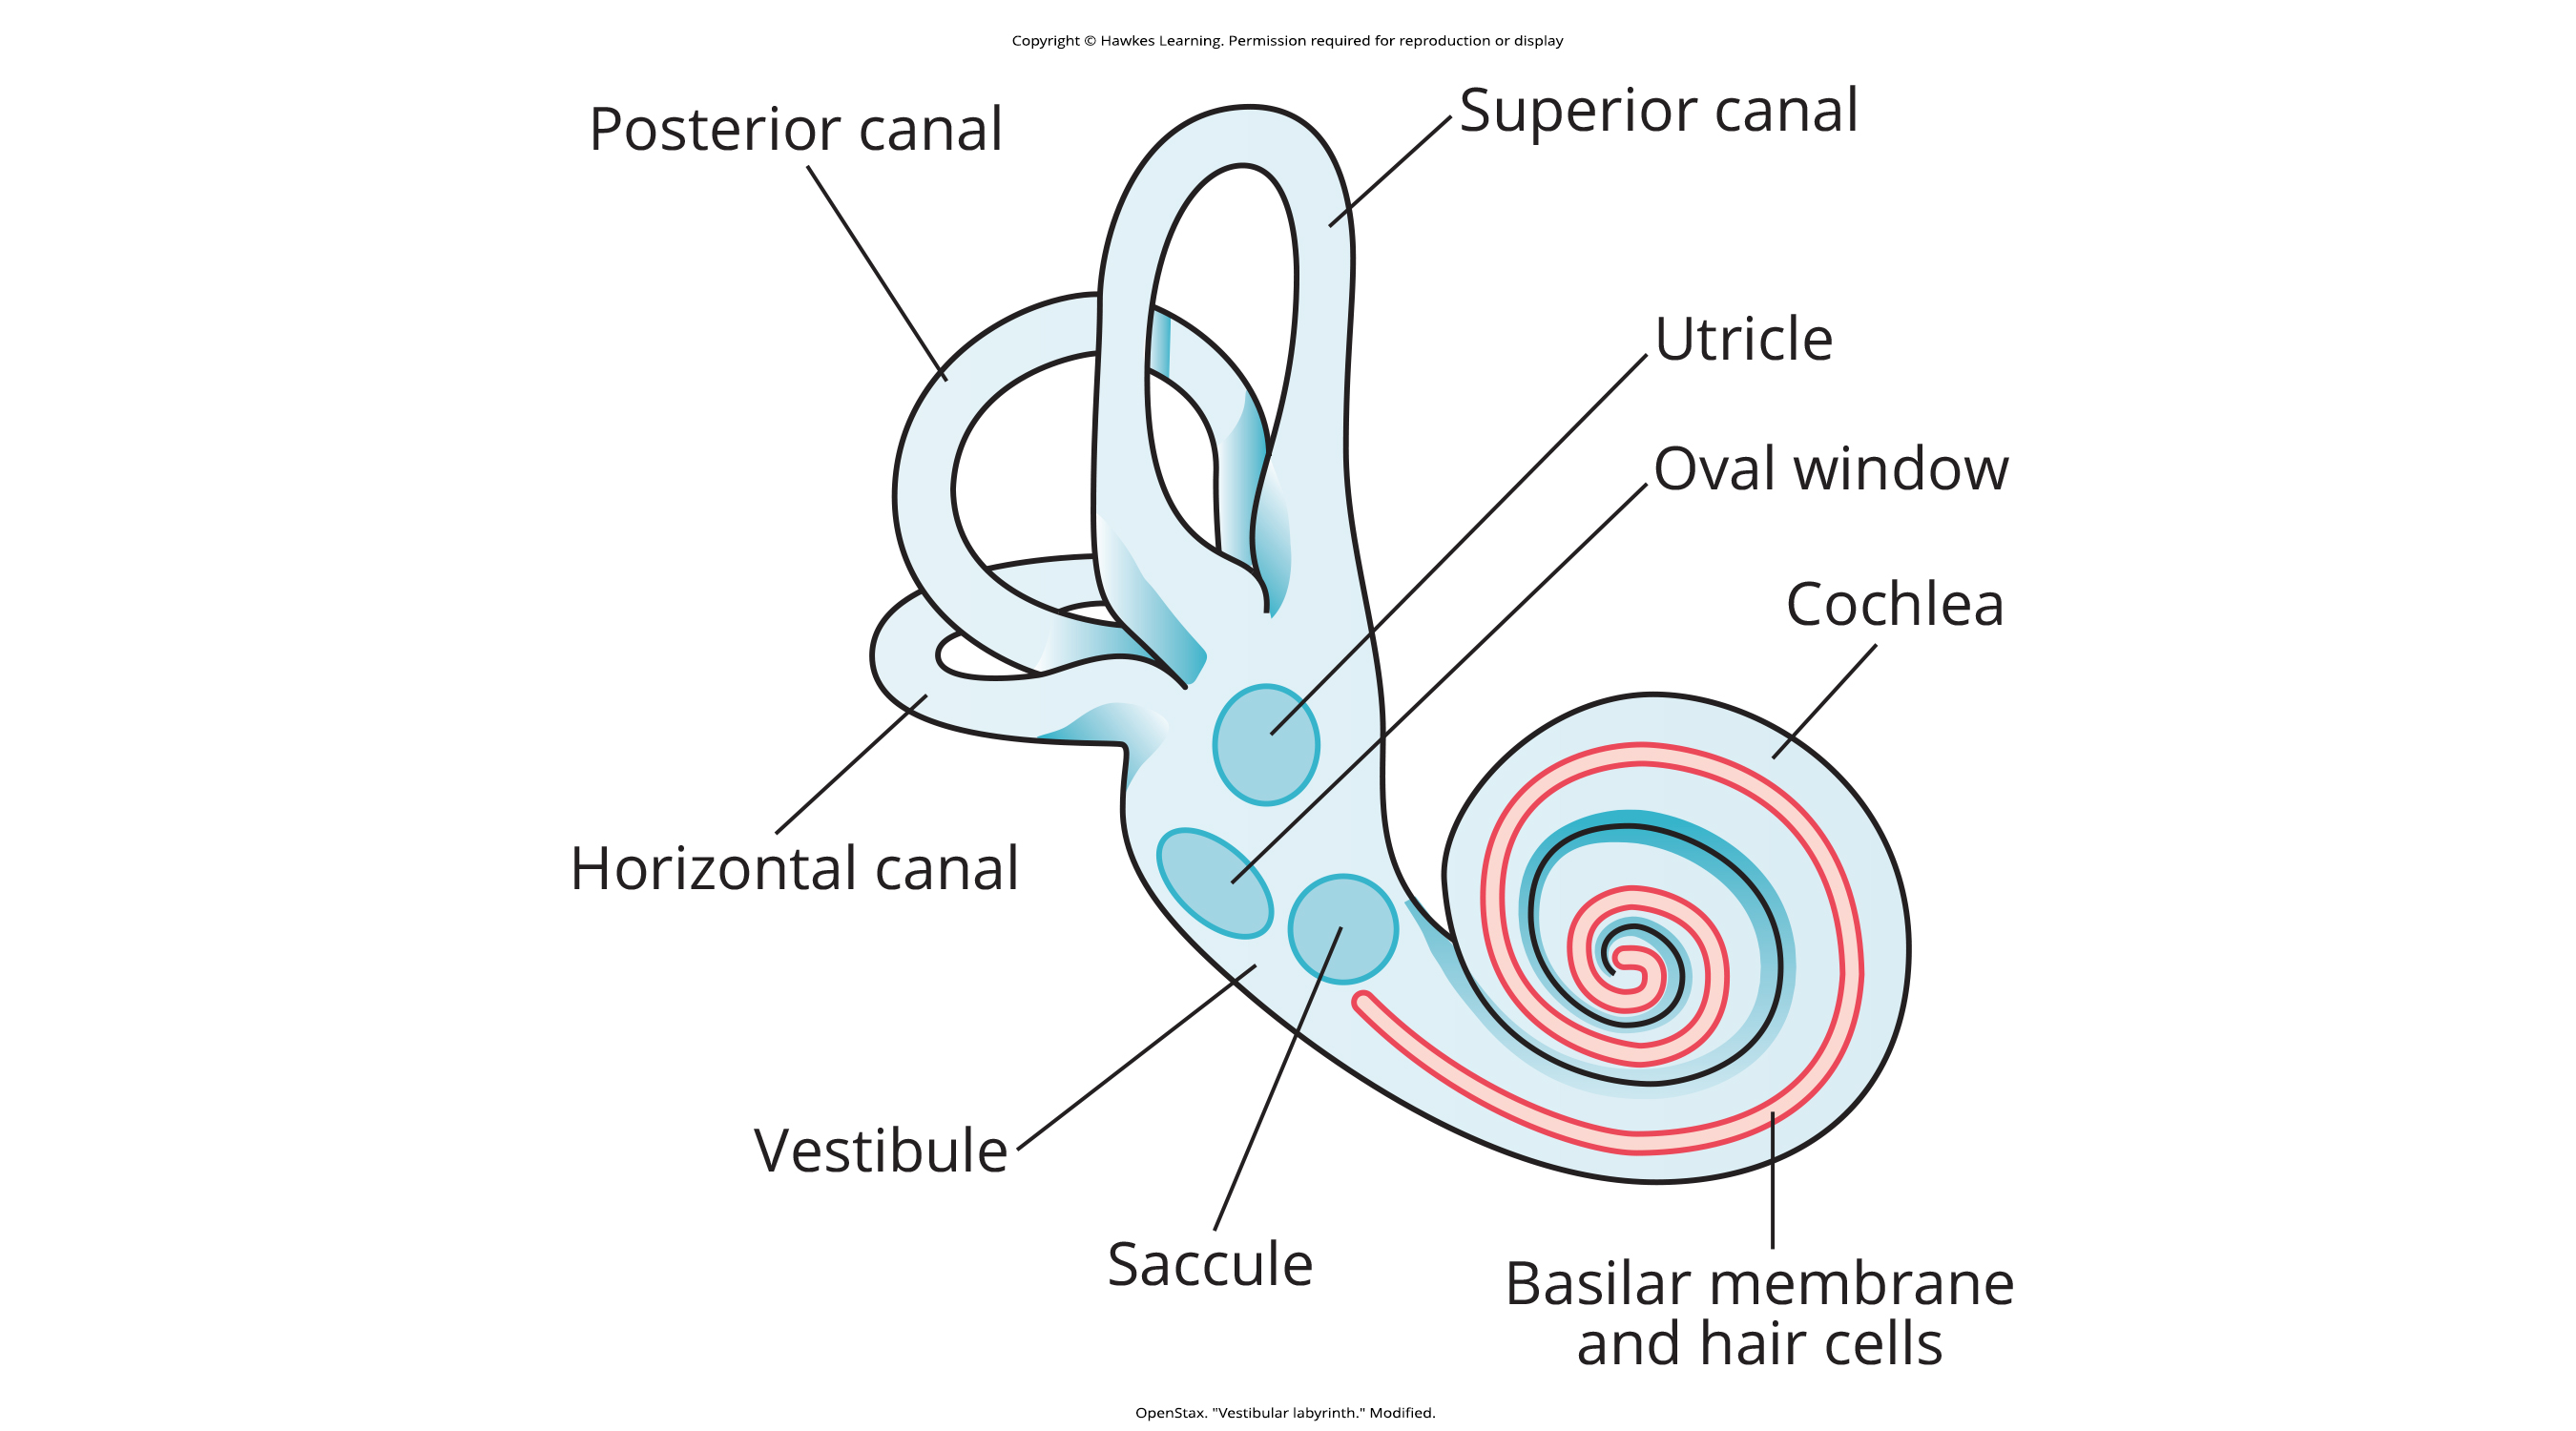 Copyright © Hawkes Learning. Permission required for reproduction or display
Posterior canal
Superior canal
Utricle
Oval window
Cochlea
Horizontal canal
Vestibule
Saccule
Basilar membrane
and hair cells
OpenStax. "Vestibular labyrinth." Modified.